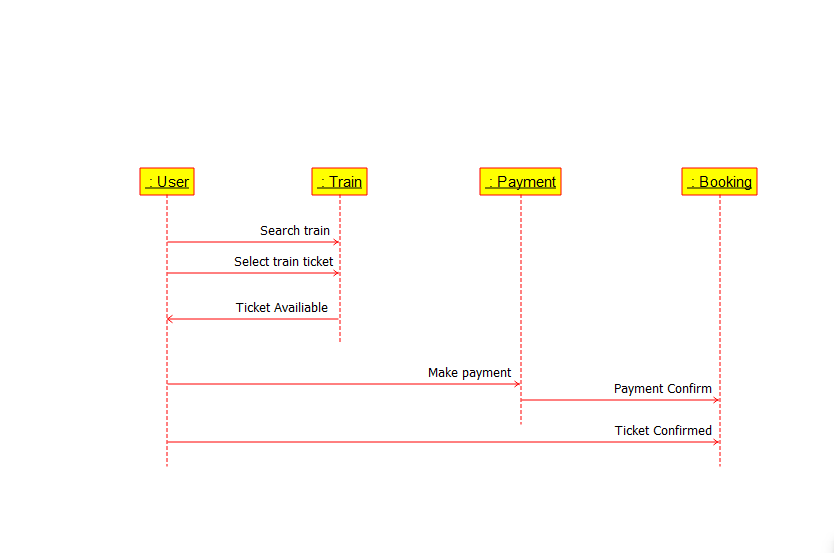 : User
: Train
: Payment
: Booking
Search train
Select train ticket
Ticket Availiable
Make payment
Payment Confirm
Ticket Confirmed